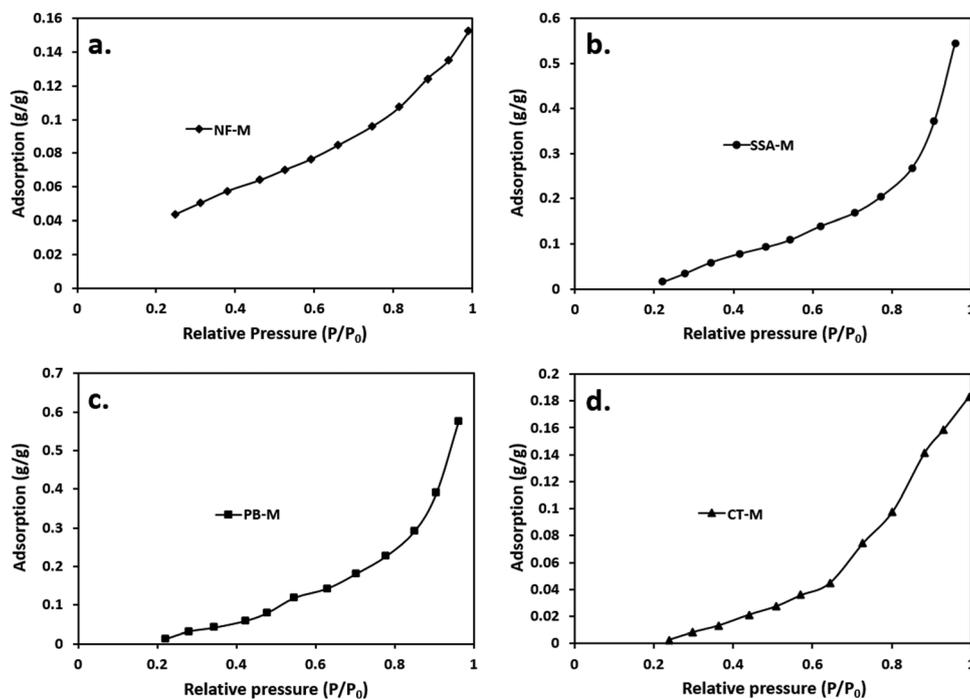 a.
Adsorption (g/g)
0.16
0.14
0.12
0.1
0.08
0.06
0.04
0.02
0
NF-M
0 0.2 0.4 0.6 0.8 1
Relative Pressure (P/P0)
b.
Adsorption (g/g)
0.6
0.5
0.4
0.3
0.2
0.1
0
SSA-M
0 0.2 0.4 0.6 0.8 1
Relative pressure (P/P0)
c.
Adsorption (g/g)
0.7
0.6
0.5
0.4
0.3
0.2
0.1
0
PB-M
0 0.2 0.4 0.6 0.8 1
Relative pressure (P/P0)
d.
Adsorption (g/g)
0.2
0.18
0.16
0.14
0.12
0.1
0.08
0.06
0.04
0.02
0
CT-M
0 0.2 0.4 0.6 0.8 1
Relative pressure (P/P0)